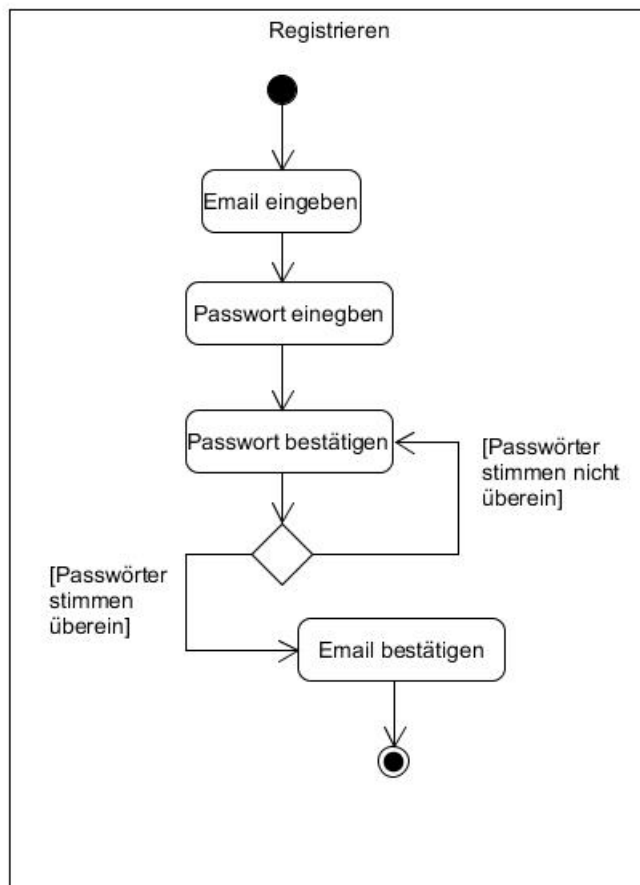 Registrieren
Email eingeben
Passwort einegben
Passwort bestätigen
[Passwörter
stimmen nicht
überein]
[Passwörter
stimmen
überein]
Email bestätigen